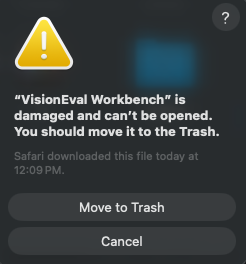 ?
“VisionEval Workbench” is
damaged and can’t be opened.
You should move it to the Trash.
Safari downloaded this file today at
12:09 PM.
Move to Trash
Cancel